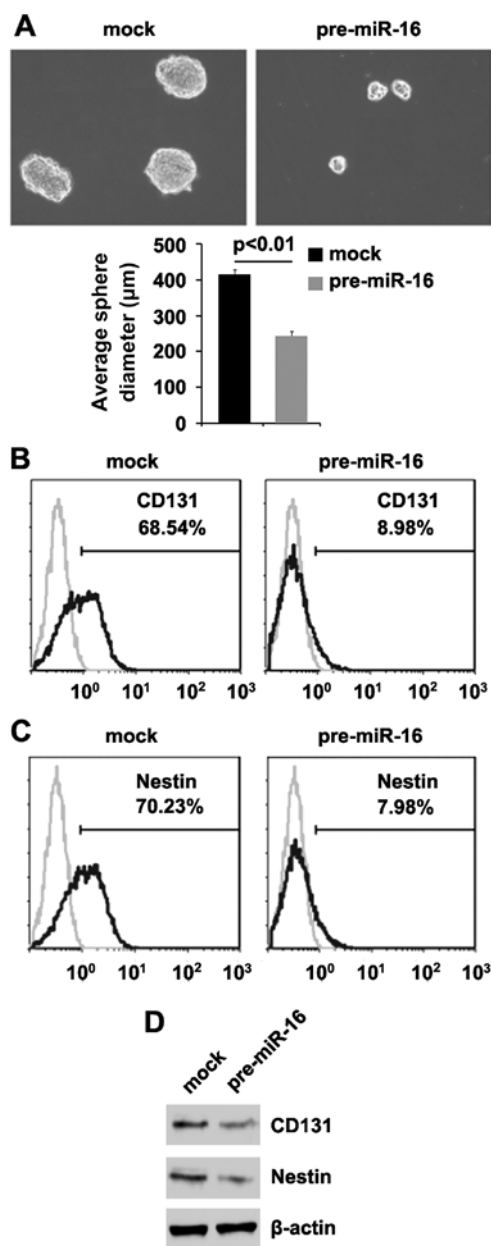 A
mock pre-miR-16
500
400
300
200
100
0
Average sphere
diameter (μm)
p<0.01
mock
pre-miR-16
B
mock pre-miR-16
CD131
68.54%
CD131
8.98%
10⁰ 10¹ 10² 10³ 10⁰ 10¹ 10² 10³
C
mock pre-miR-16
Nestin
70.23%
Nestin
7.98%
10⁰ 10¹ 10² 10³ 10⁰ 10¹ 10² 10³
D
mock pre-miR-16
CD131
Nestin
β-actin